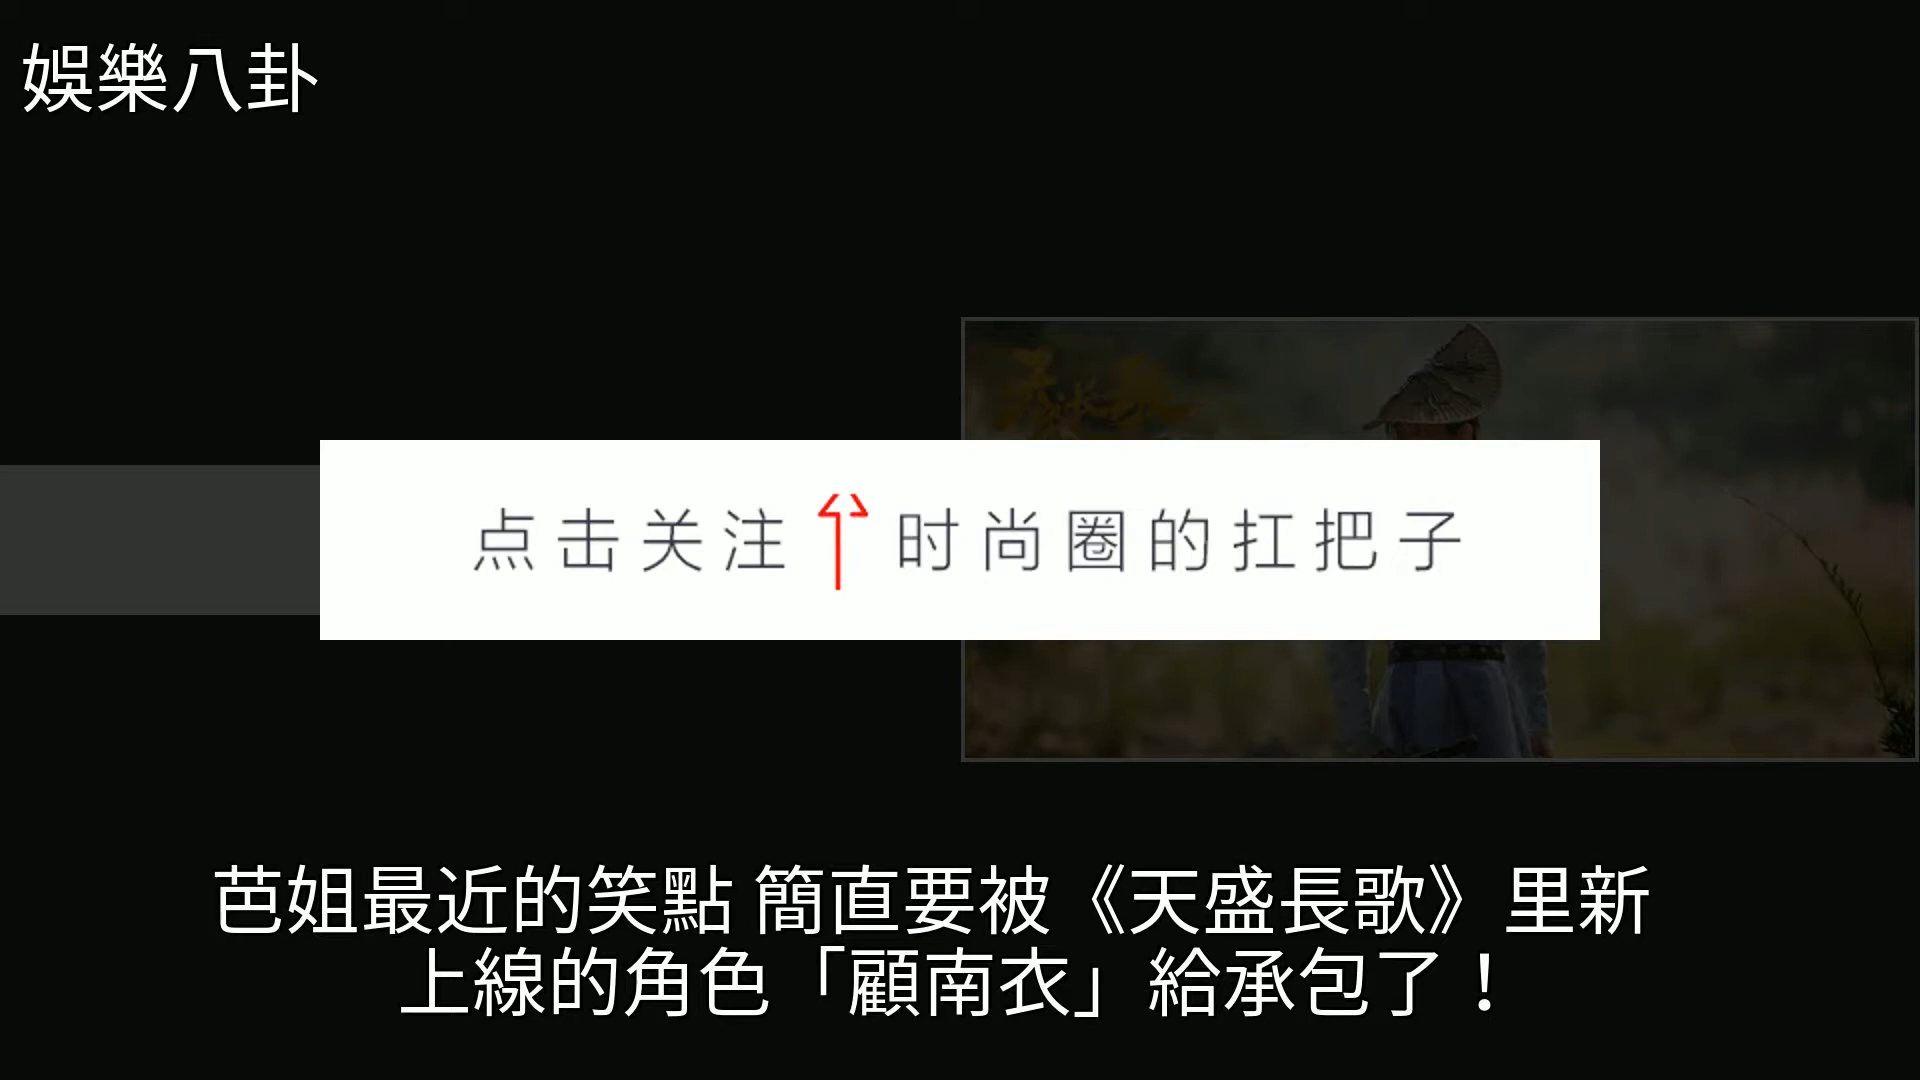 娛樂八卦
点击关注 时尚圈的扛把子
芭姐最近的笑點 簡直要被《天盛長歌》里新
上線的角色「顧南衣」給承包了！